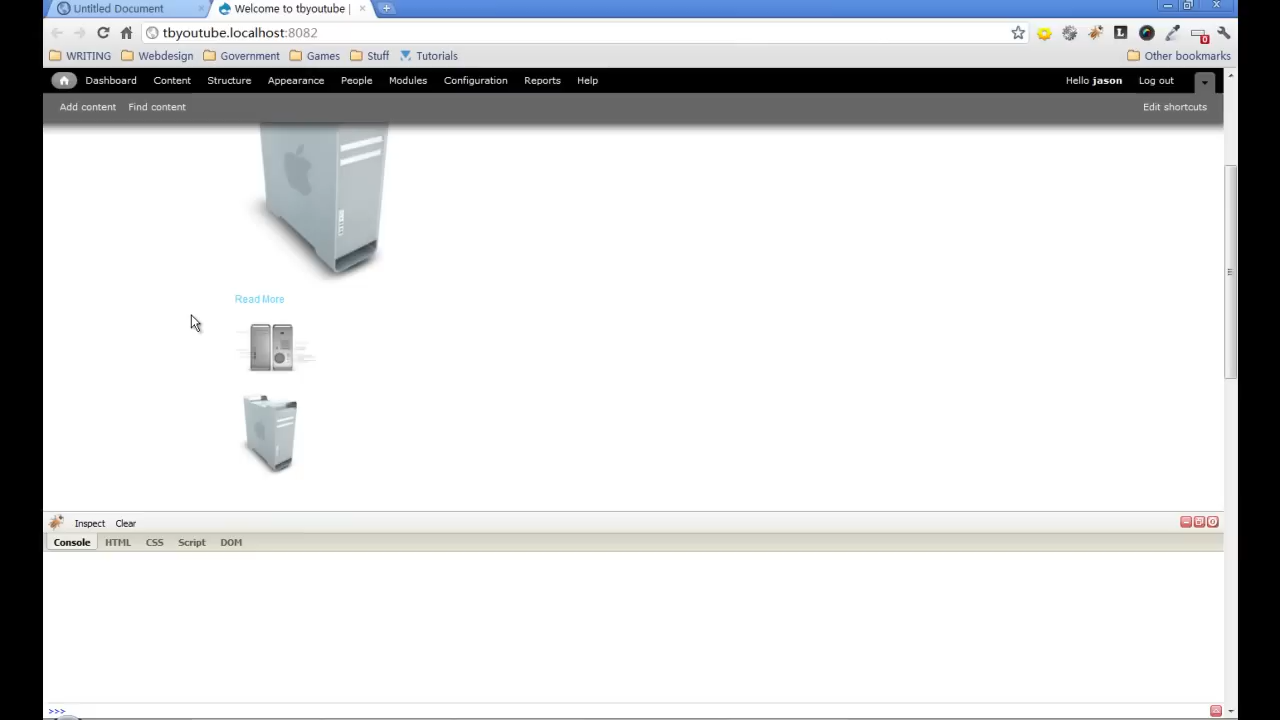 Untitled Document
Welcome to tbyoutube |
tbyoutube.localhost:8082
0
WRITING
Webdesign
Government
Games
Stuff
Tutorials
Other bookmarks
Dashboard
Content
Structure
Appearance
People
Modules
Configuration
Reports
Help
Hello jason
Log out
Add content
Find content
Edit shortcuts
Read More
Inspect
Clear
Console
HTML
CSS
Script
DOM
>>>